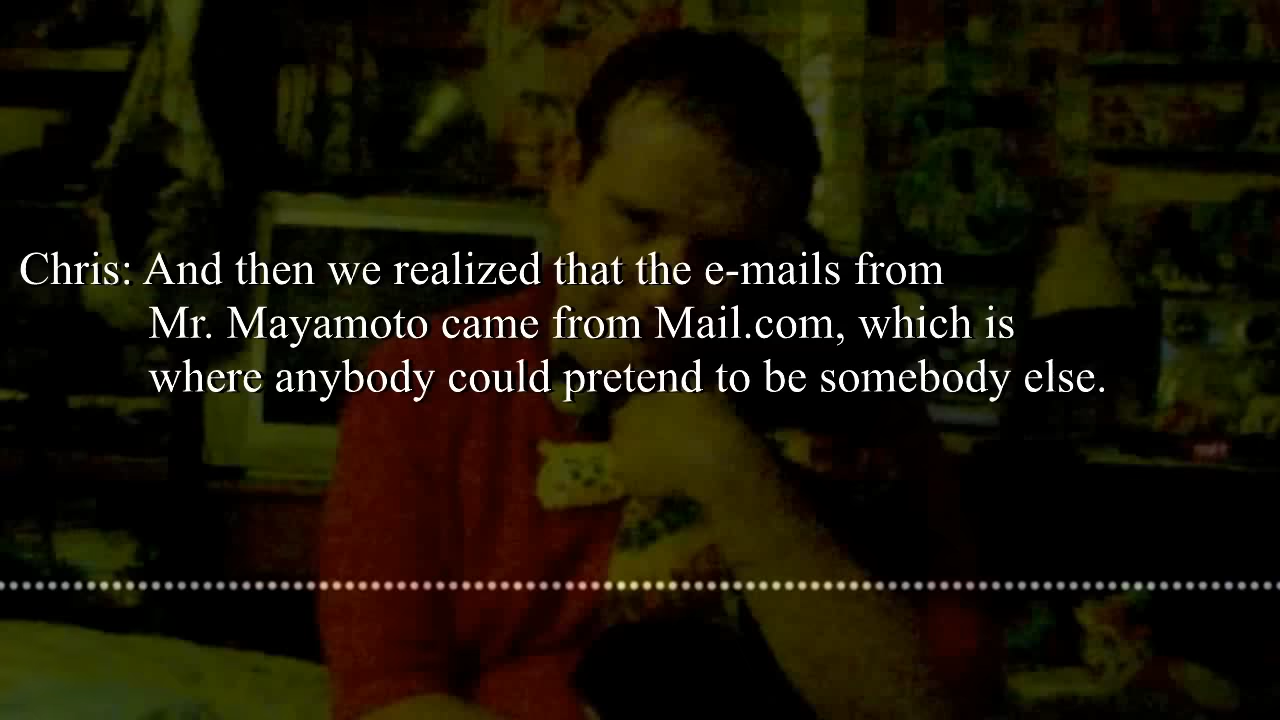 Chris: And then we realized that the e-mails from
Mr. Mayamoto came from Mail.com, which is
where anybody could pretend to be somebody else.